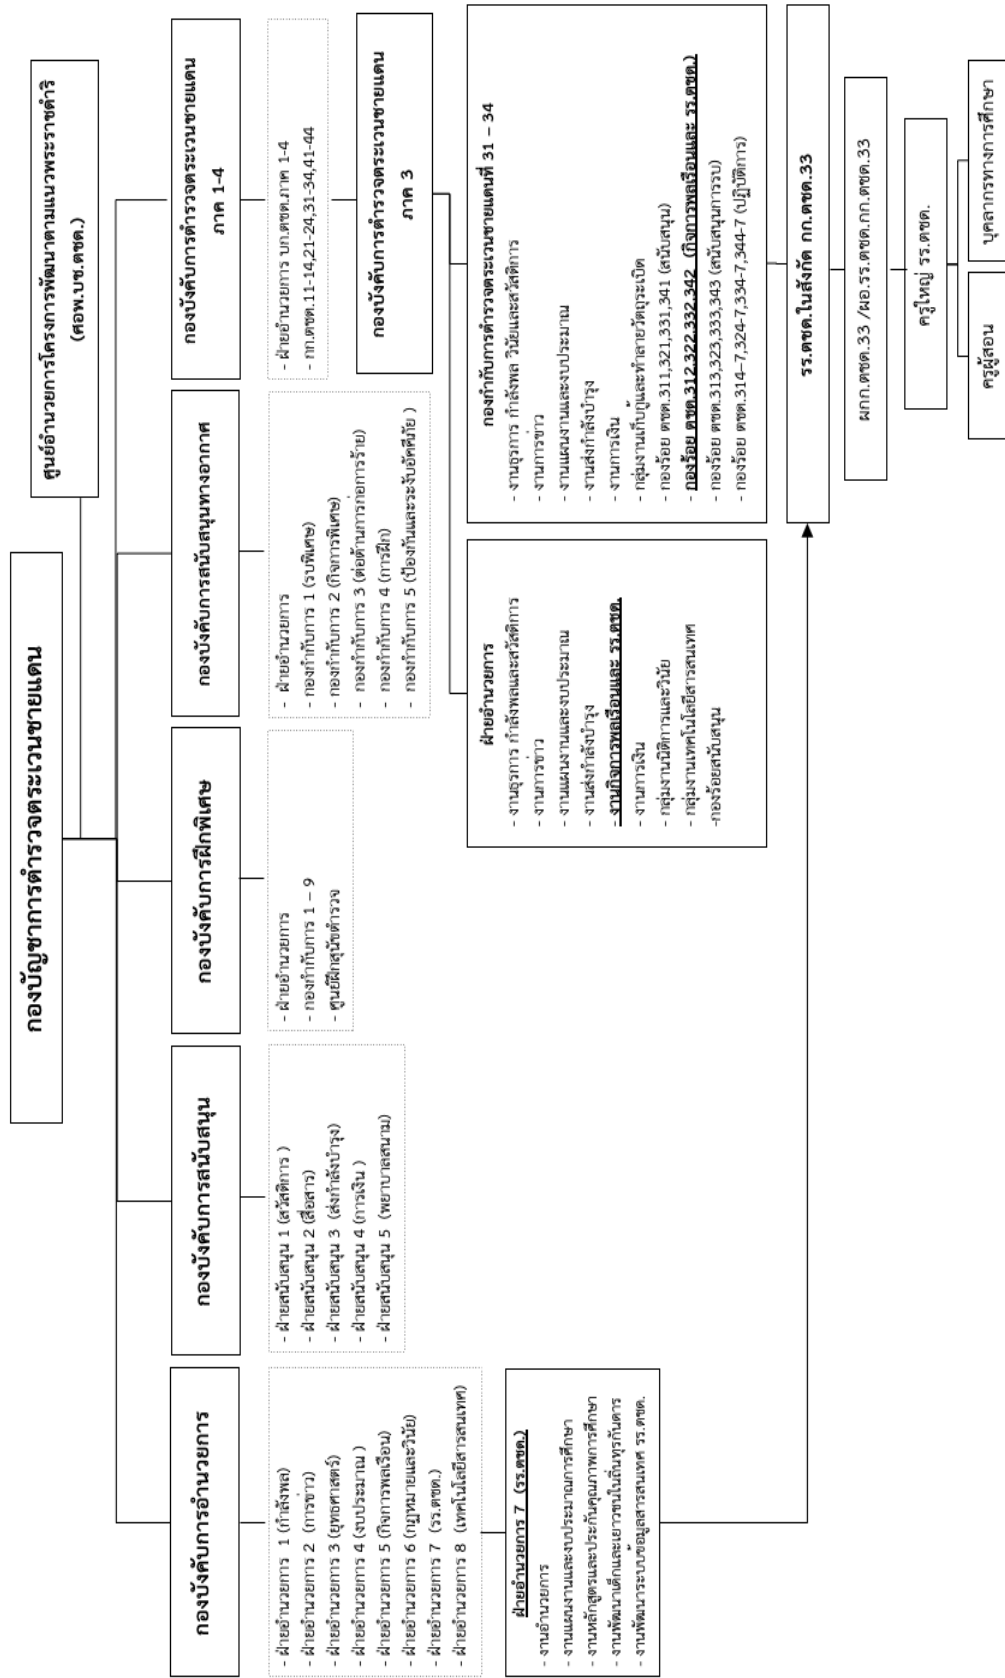 กองบัญชาการตำรวจตระเวนชายแดน
ศูนย์อำนวยการโครงการพัฒนาตามแนวพระราชดำริ
(ศอพ.บช.ตชด.)
กองบังคับการอำนวยการ
- ฝ่ายอำนวยการ 1 (กำลังพล)
- ฝ่ายอำนวยการ 2 (การข่าว)
- ฝ่ายอำนวยการ 3 (ยุทธศาสตร์)
- ฝ่ายอำนวยการ 4 (งบประมาณ )
- ฝ่ายอำนวยการ 5 (กิจการพลเรือน)
- ฝ่ายอำนวยการ 6 (กฎหมายและวินัย)
- ฝ่ายอำนวยการ 7 (รร.ตชด.)
- ฝ่ายอำนวยการ 8 (เทคโนโลยีสารสนเทศ)
ฝ่ายอำนวยการ 7 (รร.ตชด.)
- งานอำนวยการ
- งานแผนงานและงบประมาณการศึกษา
- งานหลักสูตรและประกันคุณภาพการศึกษา
- งานพัฒนาเด็กและเยาวชนในถิ่นทุรกันดาร
- งานพัฒนาระบบข้อมูลสารสนเทศ รร.ตชด.
กองบังคับการสนับสนุน
- ฝ่ายสนับสนุน 1 (สวัสดิการ )
- ฝ่ายสนับสนุน 2 (สื่อสาร)
- ฝ่ายสนับสนุน 3 (ส่งกำลังบำรุง)
- ฝ่ายสนับสนุน 4 (การเงิน )
- ฝ่ายสนับสนุน 5 (พยาบาลสนาม)
กองบังคับการฝึกพิเศษ
- ฝ่ายอำนวยการ
- กองกำกับการ 1 – 9
- ศูนย์ฝึกสุนัขตำรวจ
กองบังคับการสนับสนุนทางอากาศ
- ฝ่ายอำนวยการ
- กองกำกับการ 1 (รบพิเศษ)
- กองกำกับการ 2 (กิจการพิเศษ)
- กองกำกับการ 3 (ต่อต้านการก่อการร้าย)
- กองกำกับการ 4 (การฝึก)
- กองกำกับการ 5 (ป้องกันและระงับอัคคีภัย )
กองบังคับการตำรวจตระเวนชายแดน
ภาค 1-4
- ฝ่ายอำนวยการ บก.ตชด.ภาค 1-4
- กก.ตชด.11-14,21-24,31-34,41-44
กองบังคับการตำรวจตระเวนชายแดน
ภาค 3
ฝ่ายอำนวยการ
- งานธุรการ กำลังพลและสวัสดิการ
- งานการข่าว
- งานแผนงานและงบประมาณ
- งานส่งกำลังบำรุง
- งานกิจการพลเรือนและ รร.ตชด.
- งานการเงิน
- กลุ่มงานนิติการและวินัย
- กลุ่มงานเทคโนโลยีสารสนเทศ
-กองร้อยสนับสนุน
กองกำกับการตำรวจตระเวนชายแดนที่ 31 – 34
- งานธุรการ กำลังพล วินัยและสวัสดิการ
- งานการข่าว
- งานแผนงานและงบประมาณ
- งานส่งกำลังบำรุง
- งานการเงิน
- กลุ่มงานเก็บกู้และทำลายวัตถุระเบิด
- กองร้อย ตชด.311,321,331,341 (สนับสนุน)
- กองร้อย ตชด.312,322,332,342 (กิจการพลเรือนและ รร.ตชด.)
- กองร้อย ตชด.313,323,333,343 (สนับสนุนการรบ)
- กองร้อย ตชด.314–7,324-7,334-7,344-7 (ปฏิบัติการ)
รร.ตชด.ในสังกัด กก.ตชด.33
ผกก.ตชด.33 /ผอ.รร.ตชด.กก.ตชด.33
ครูใหญ่ รร.ตชด.
ครูผู้สอน
บุคลากรทางการศึกษา